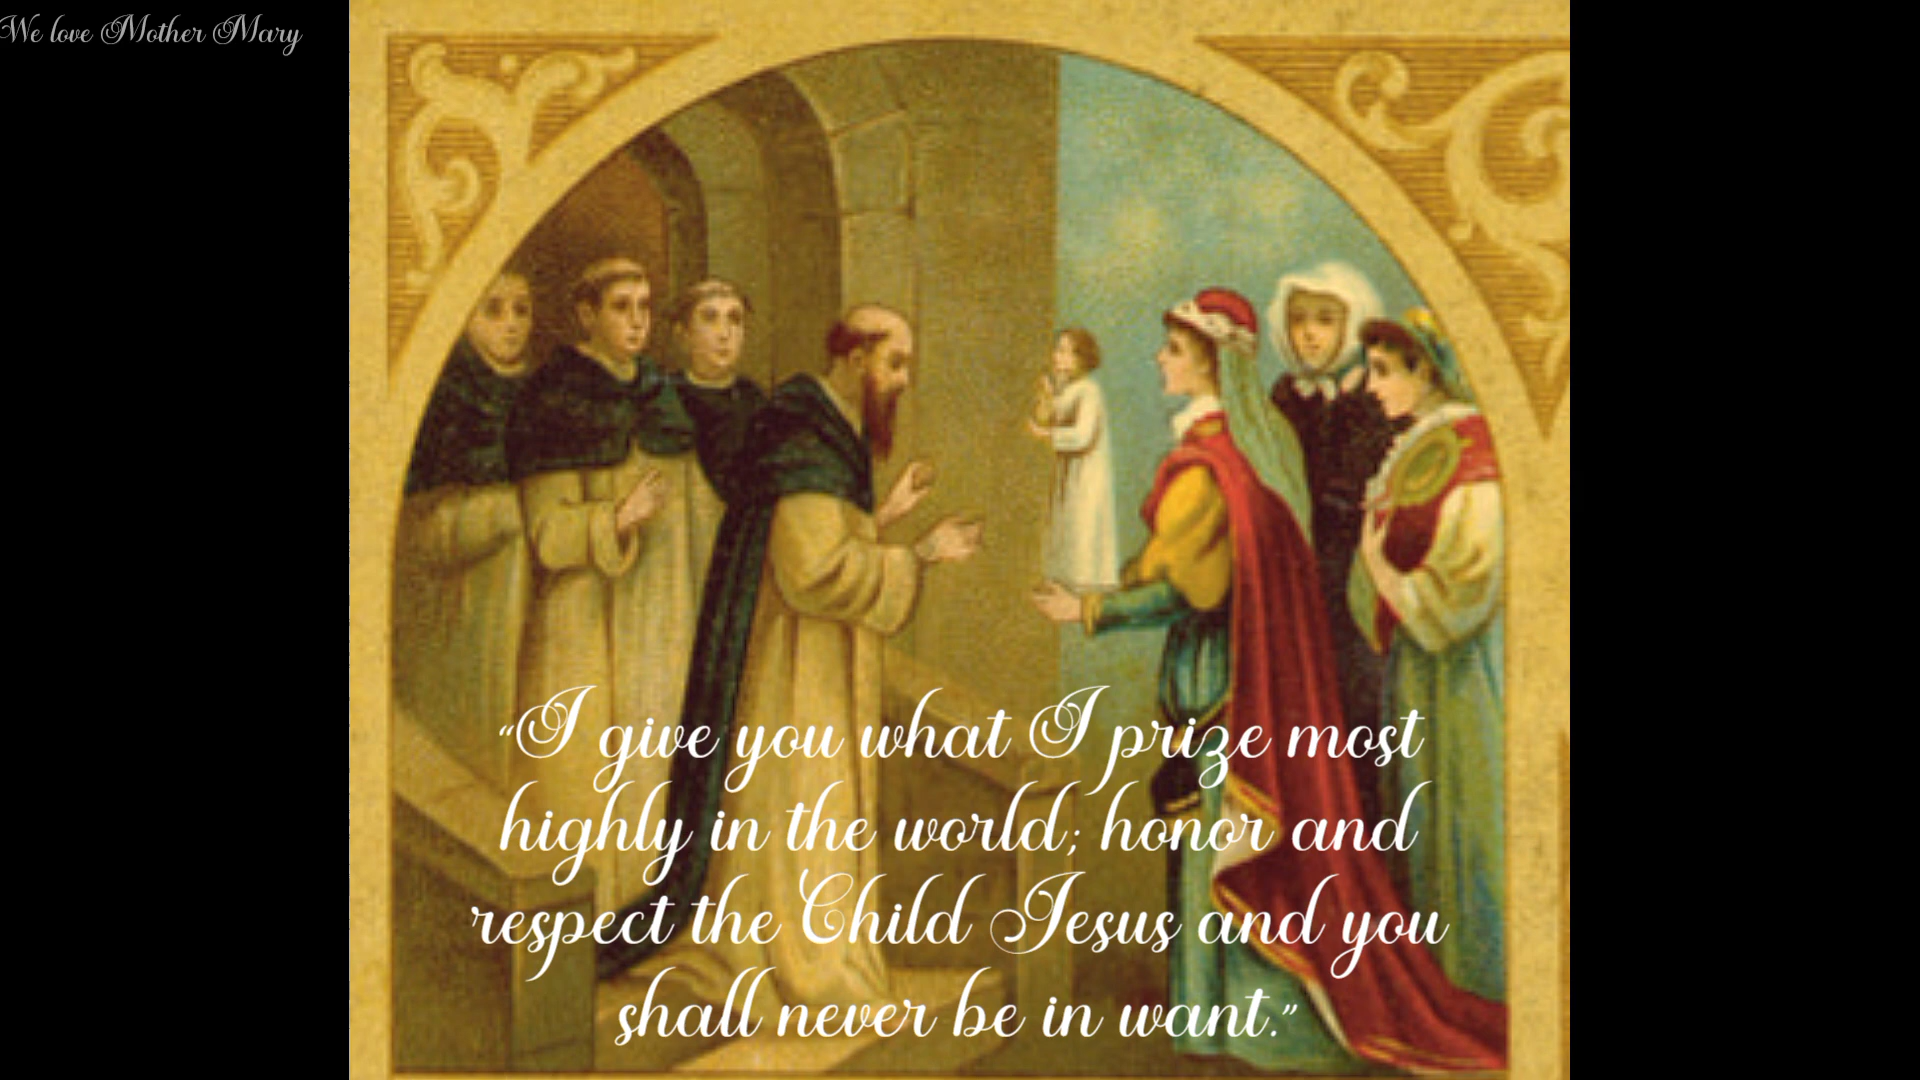 We love Mother Mary
“I give you what I prize most
highly in the world; honor and
respect the Child Jesus and you
shall never be in want.”